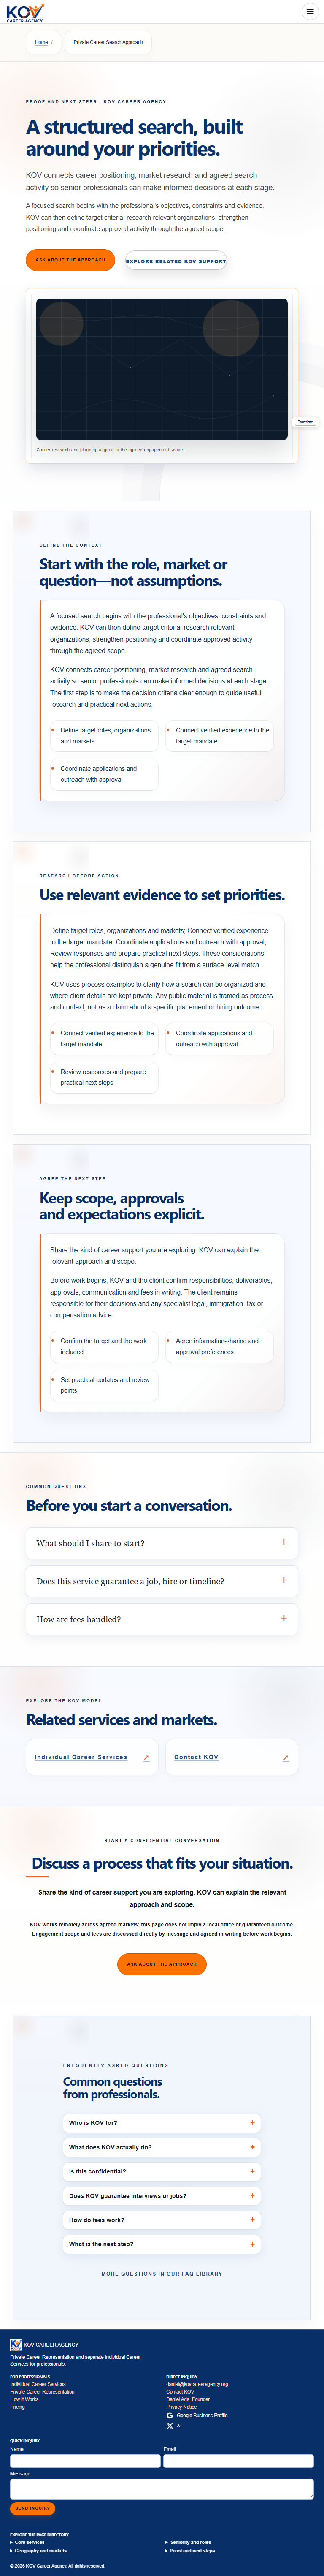 KOV
CAREER AGENCY
Home / Private Career Search Approach
PROOF AND NEXT STEPS · KOV CAREER AGENCY
A structured search, built
around your priorities.
KOV connects career positioning, market research and agreed search
activity so senior professionals can make informed decisions at each stage.
A focused search begins with the professional's objectives, constraints and evidence.
KOV can then define target criteria, research relevant organizations, strengthen
positioning and coordinate approved activity through the agreed scope.
ASK ABOUT THE APPROACH
EXPLORE RELATED KOV SUPPORT
Career research and planning aligned to the agreed engagement scope.
Translate
DEFINE THE CONTEXT
Start with the role, market or
question—not assumptions.
A focused search begins with the professional's objectives, constraints and
evidence. KOV can then define target criteria, research relevant
organizations, strengthen positioning and coordinate approved activity
through the agreed scope.
KOV connects career positioning, market research and agreed search
activity so senior professionals can make informed decisions at each stage.
The first step is to make the decision criteria clear enough to guide useful
research and practical next actions.
Define target roles, organizations
and markets
Connect verified experience to the
target mandate
Coordinate applications and
outreach with approval
RESEARCH BEFORE ACTION
Use relevant evidence to set priorities.
Define target roles, organizations and markets; Connect verified experience
to the target mandate; Coordinate applications and outreach with approval;
Review responses and prepare practical next steps. These considerations
help the professional distinguish a genuine fit from a surface-level match.
KOV uses process examples to clarify how a search can be organized and
where client details are kept private. Any public material is framed as process
and context, not as a claim about a specific placement or hiring outcome.
Connect verified experience to the
target mandate
Coordinate applications and
outreach with approval
Review responses and prepare
practical next steps
AGREE THE NEXT STEP
Keep scope, approvals
and expectations explicit.
Share the kind of career support you are exploring. KOV can explain the
relevant approach and scope.
Before work begins, KOV and the client confirm responsibilities, deliverables,
approvals, communication and fees in writing. The client remains
responsible for their decisions and any specialist legal, immigration, tax or
compensation advice.
Confirm the target and the work
included
Agree information-sharing and
approval preferences
Set practical updates and review
points
COMMON QUESTIONS
Before you start a conversation.
What should I share to start? +
Does this service guarantee a job, hire or timeline? +
How are fees handled? +
EXPLORE THE KOV MODEL
Related services and markets.
Individual Career Services ↗
Contact KOV ↗
START A CONFIDENTIAL CONVERSATION
Discuss a process that fits your situation.
Share the kind of career support you are exploring. KOV can explain the relevant
approach and scope.
KOV works remotely across agreed markets; this page does not imply a local office or guaranteed outcome.
Engagement scope and fees are discussed directly by message and agreed in writing before work begins.
ASK ABOUT THE APPROACH
FREQUENTLY ASKED QUESTIONS
Common questions
from professionals.
Who is KOV for? +
What does KOV actually do? +
Is this confidential? +
Does KOV guarantee interviews or jobs? +
How do fees work? +
What is the next step? +
MORE QUESTIONS IN OUR FAQ LIBRARY
KOV CAREER AGENCY
Private Career Representation and separate Individual Career
Services for professionals.
FOR PROFESSIONALS
Individual Career Services
Private Career Representation
How It Works
Pricing
DIRECT INQUIRY
daniel@kovcareeragency.org
Contact KOV
Daniel Ade, Founder
Privacy Notice
Google Business Profile
X
QUICK INQUIRY
Name
Email
Message
SEND INQUIRY
EXPLORE THE PAGE DIRECTORY
Core services
Seniority and roles
Geography and markets
Proof and next steps
© 2026 KOV Career Agency. All rights reserved.